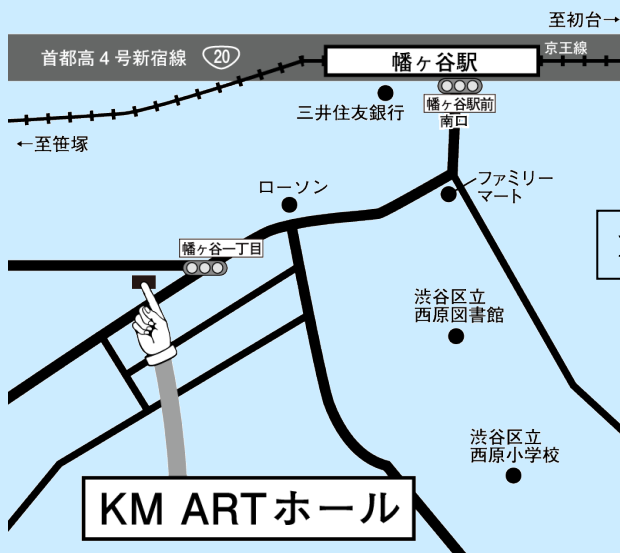 至初台→
首都高4号新宿線
20
幡ヶ谷駅
京王線
三井住友銀行
幡ヶ谷駅前
南口
←至笹塚
ファミリー
マート
ローソン
幡ヶ谷一丁目
渋谷区立
西原図書館
渋谷区立
西原小学校
KM ARTホール